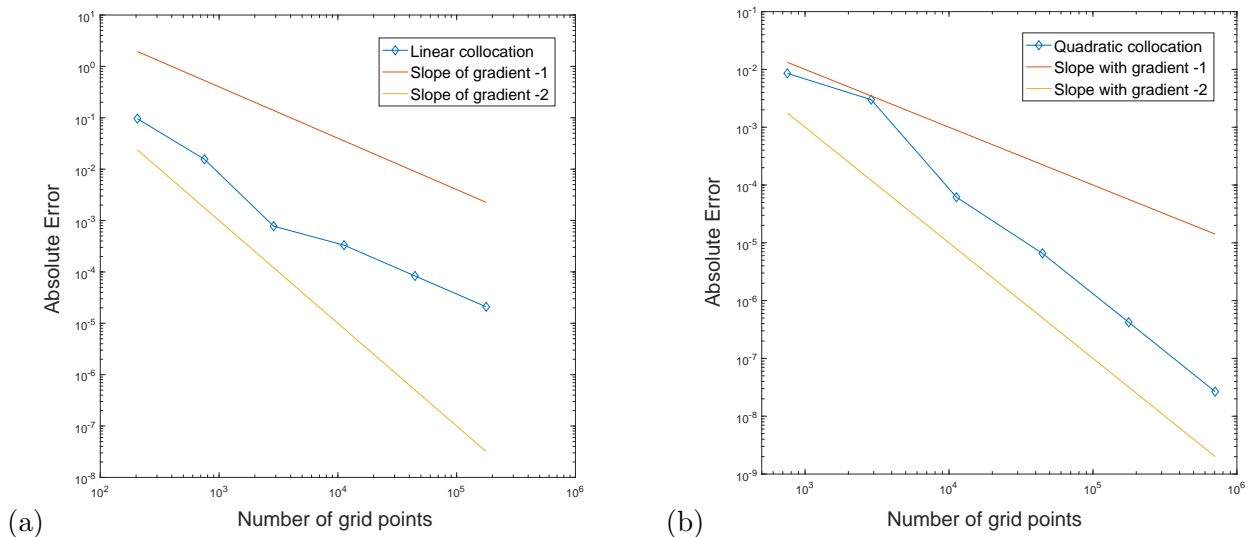 10^1
10^0
10^-1
10^-2
10^-3
10^-4
10^-5
10^-6
10^-7
10^-8
Absolute Error
Linear collocation
Slope of gradient -1
Slope of gradient -2
10^2
10^3
10^4
10^5
10^6
Number of grid points
(a)
10^-1
10^-2
10^-3
10^-4
10^-5
10^-6
10^-7
10^-8
10^-9
Absolute Error
Quadratic collocation
Slope with gradient -1
Slope with gradient -2
10^3
10^4
10^5
10^6
Number of grid points
(b)